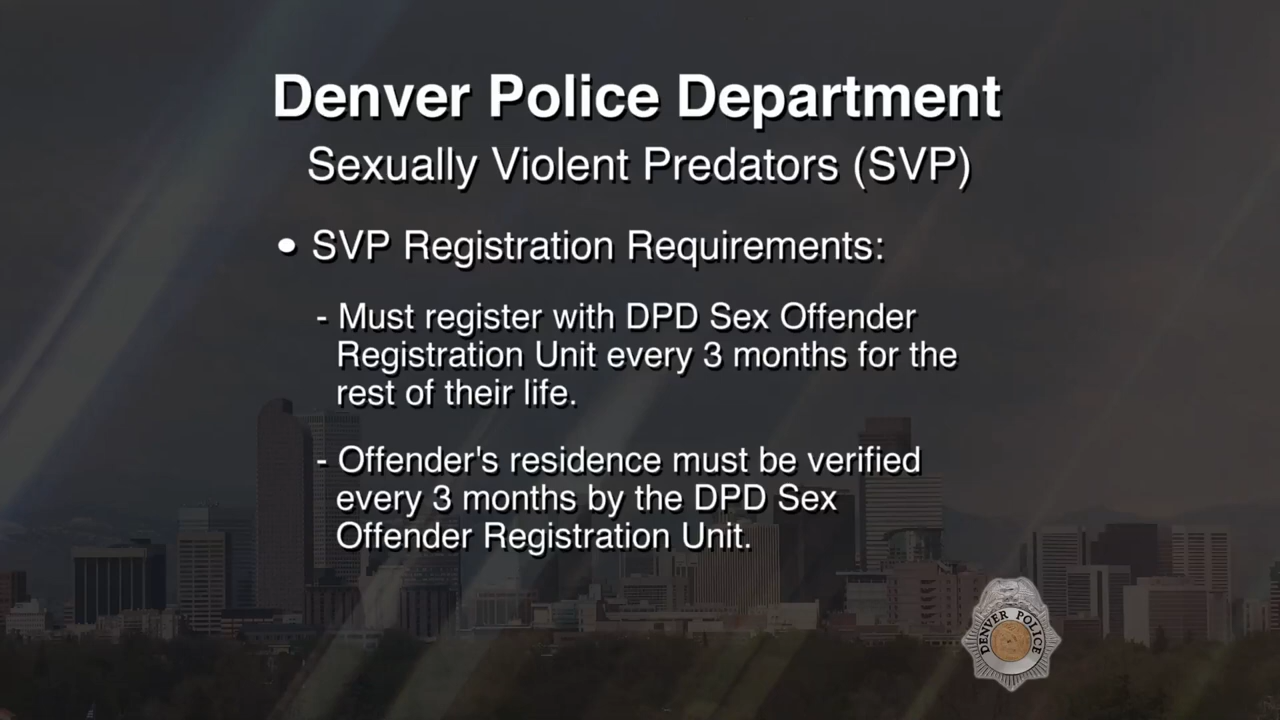 Denver Police Department
Sexually Violent Predators (SVP)
• SVP Registration Requirements:
- Must register with DPD Sex Offender
Registration Unit every 3 months for the
rest of their life.
- Offender's residence must be verified
every 3 months by the DPD Sex
Offender Registration Unit.
DENVER POLICE